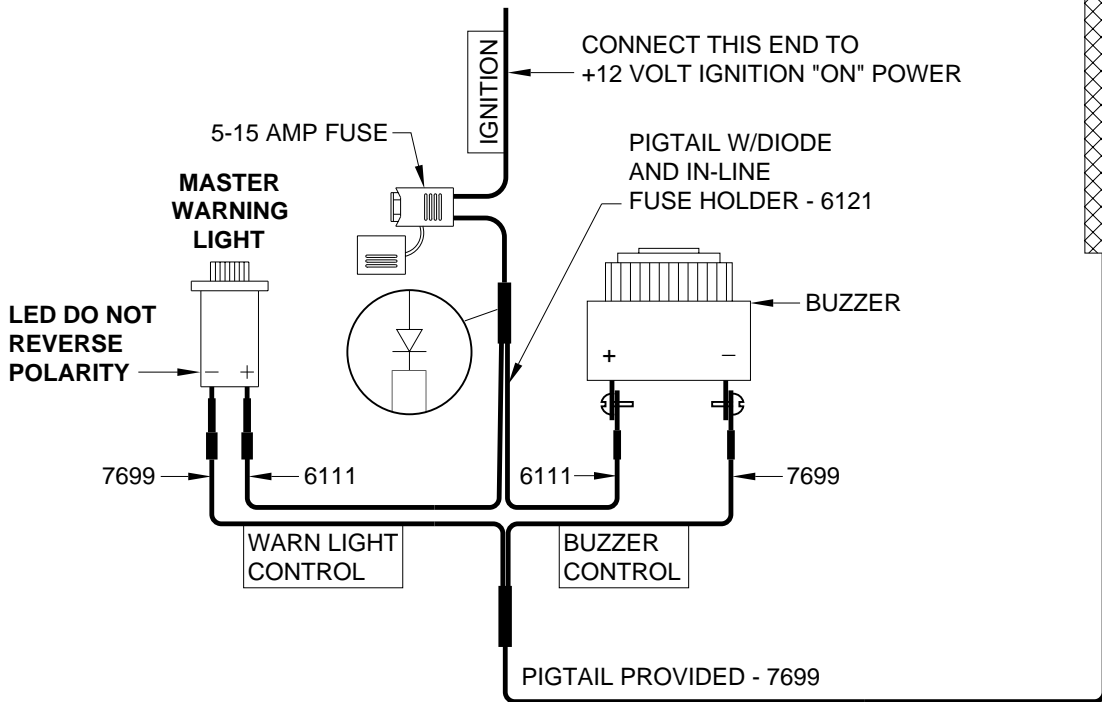 IGNITION
CONNECT THIS END TO
+12 VOLT IGNITION "ON" POWER
5-15 AMP FUSE
PIGTAIL W/DIODE
AND IN-LINE
FUSE HOLDER - 6121
MASTER
WARNING
LIGHT
BUZZER
LED DO NOT
REVERSE
POLARITY
- +
+ -
7699
6111
6111
7699
WARN LIGHT
CONTROL
BUZZER
CONTROL
PIGTAIL PROVIDED - 7699